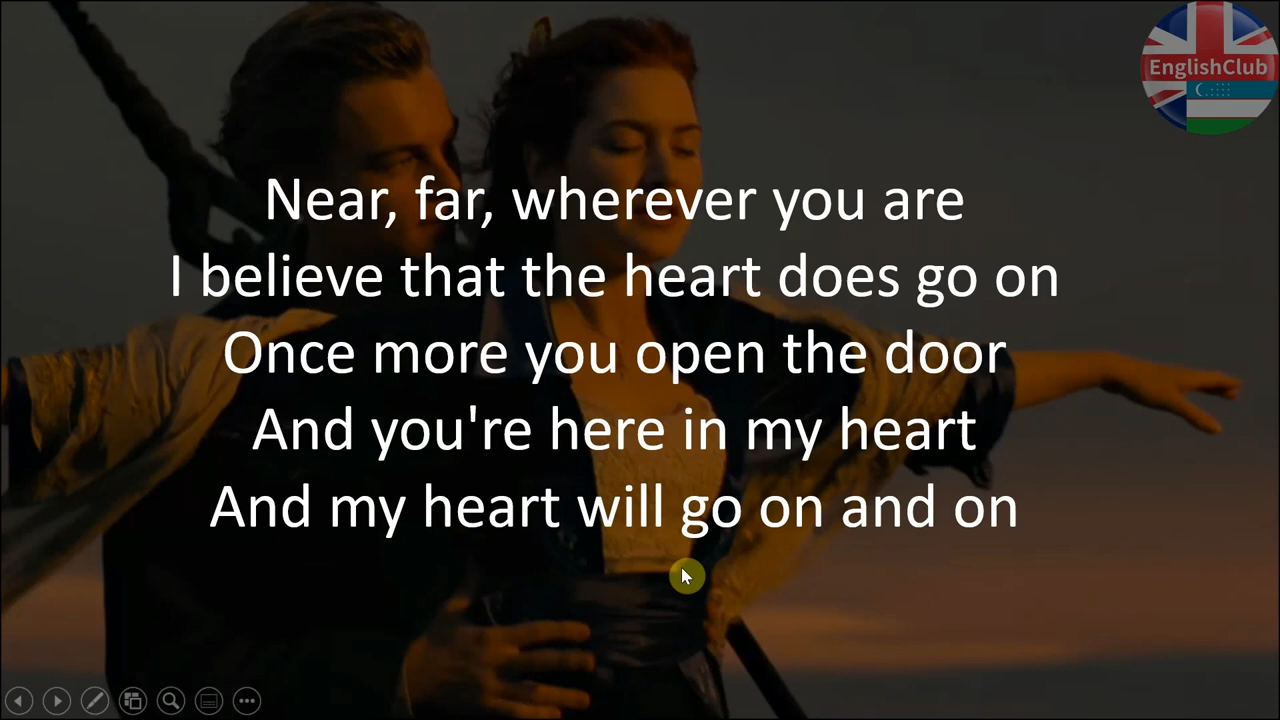 EnglishClub
Near, far, wherever you are
I believe that the heart does go on
Once more you open the door
And you're here in my heart
And my heart will go on and on